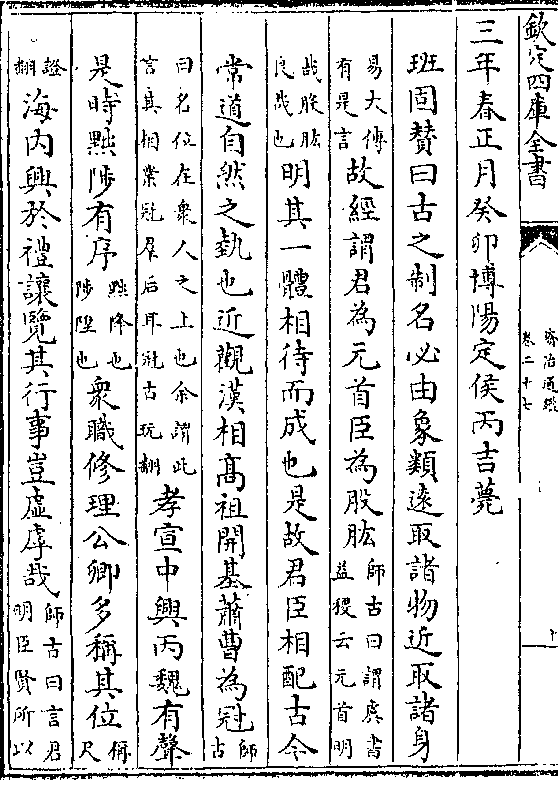 欽定四庫全書
資治通鑑
卷二十七
十
三年春正月癸卯博陽定侯丙吉薨
班固賛曰古之制名必由象類逺取諸物近取諸身
易大傳有是言故經謂君為元首臣為股肱師古曰謂虞書益稷云元首明
哉股肱良哉也明其一體相待而成也是故君臣相配古今
常道自然之埶也近觀漢相髙祖開基蕭曹為冠師古
曰名位在衆人之上也余謂此言其相業冠羣后耳冠古玩翻孝宣中興丙魏有聲
是時黜陟有序黜降也陟陞也衆職修理公卿多稱其位稱尺
證翻海内興於禮讓覽其行事豈虚虖哉師古曰言君明臣賢所以